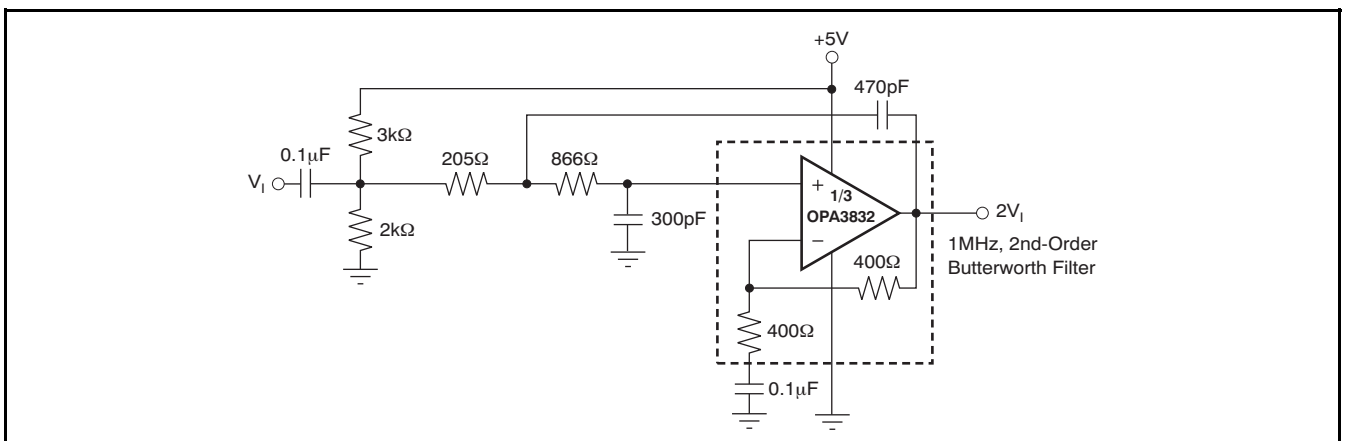 +5V
470pF
3kΩ
0.1μF
205Ω
866Ω
V_I
+
1/3
OPA3832
−
2V_I
300pF
2kΩ
1MHz, 2nd-Order
Butterworth Filter
400Ω
400Ω
0.1μF